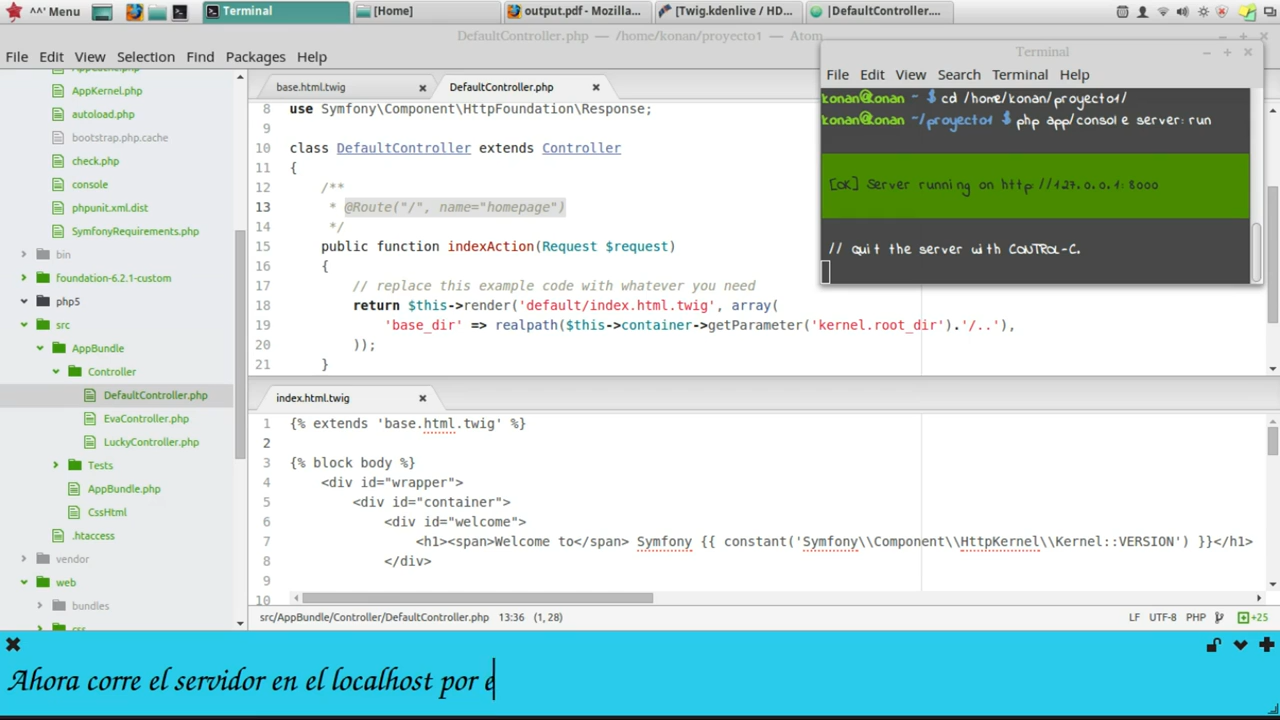 ^^' Menu
Terminal
[Home]
output.pdf - Mozilla...
[Twig.kdenlive / HD...
|DefaultController....
DefaultController.php — /home/konan/proyecto1 — Atom
File Edit View Selection Find Packages Help
AppKernel.php
autoload.php
bootstrap.php.cache
check.php
console
phpunit.xml.dist
SymfonyRequirements.php
bin
foundation-6.2.1-custom
php5
src
AppBundle
Controller
DefaultController.php
EvaController.php
LuckyController.php
Tests
AppBundle.php
CssHtml
.htaccess
vendor
web
bundles
css
base.html.twig
DefaultController.php
8 use Symfony\Component\HttpFoundation\Response;
9
10 class DefaultController extends Controller
11 {
12 /**
13 * @Route("/", name="homepage")
14 */
15 public function indexAction(Request $request)
16 {
17 // replace this example code with whatever you need
18 return $this->render('default/index.html.twig', array(
19 'base_dir' => realpath($this->container->getParameter('kernel.root_dir').'/..'),
20 ));
21 }
Terminal
File Edit View Search Terminal Help
konan@konan ~ $ cd /home/konan/proyecto1/
konan@konan ~/proyecto1 $ php app/console server:run
[OK] Server running on http://127.0.0.1:8000
// Quit the server with CONTROL-C.
index.html.twig
1 {% extends 'base.html.twig' %}
2
3 {% block body %}
4 <div id="wrapper">
5 <div id="container">
6 <div id="welcome">
7 <h1><span>Welcome to</span> Symfony {{ constant('Symfony\\Component\\HttpKernel\\Kernel::VERSION') }}</h1>
8 </div>
9
10
src/AppBundle/Controller/DefaultController.php 13:36 (1, 28)
LF UTF-8 PHP +25
Ahora corre el servidor en el localhost por e